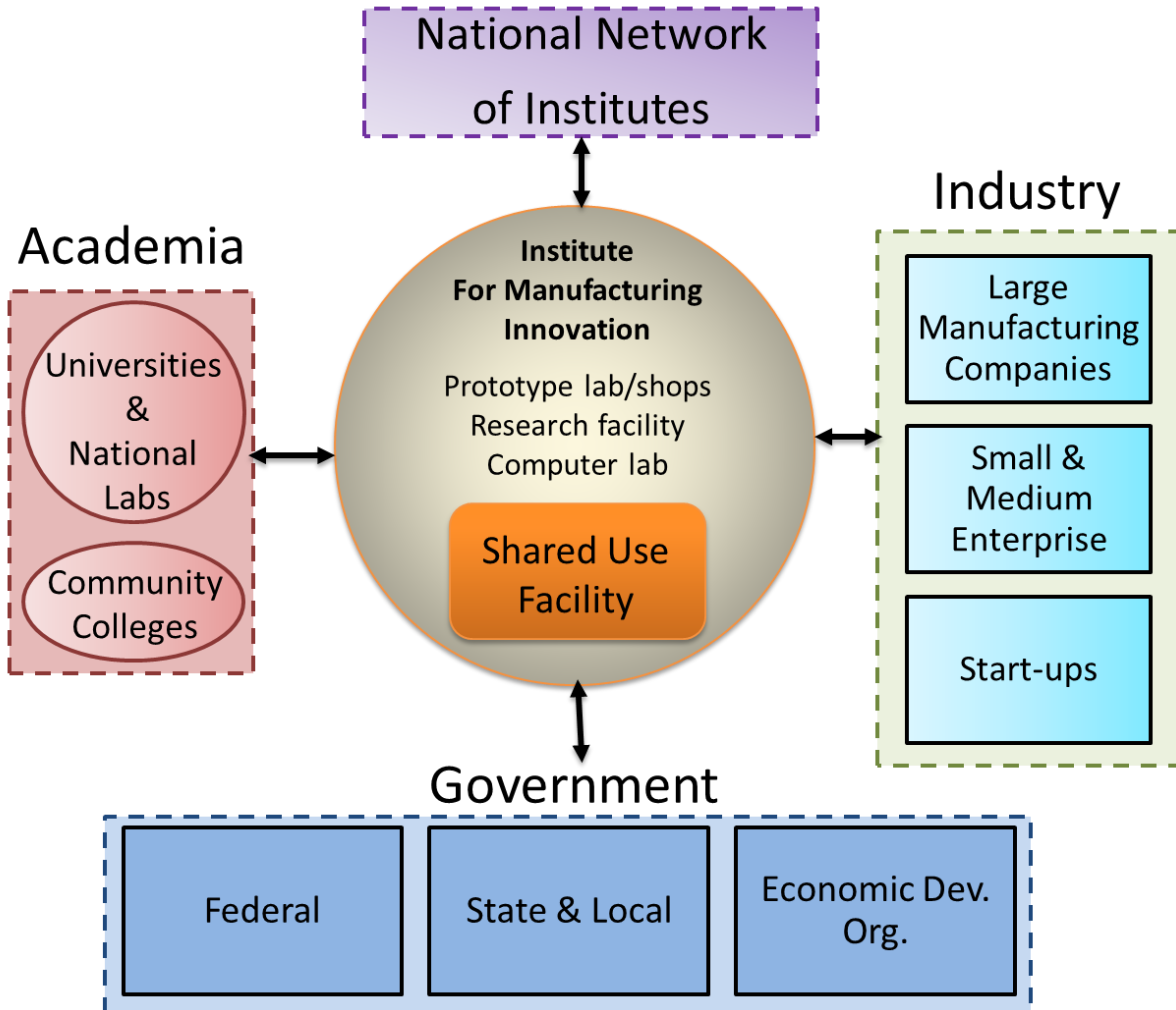 National Network
of Institutes
Academia
Universities
&
National
Labs
Community
Colleges
Institute
For Manufacturing
Innovation
Prototype lab/shops
Research facility
Computer lab
Shared Use
Facility
Industry
Large
Manufacturing
Companies
Small &
Medium
Enterprise
Start-ups
Government
Federal
State & Local
Economic Dev.
Org.